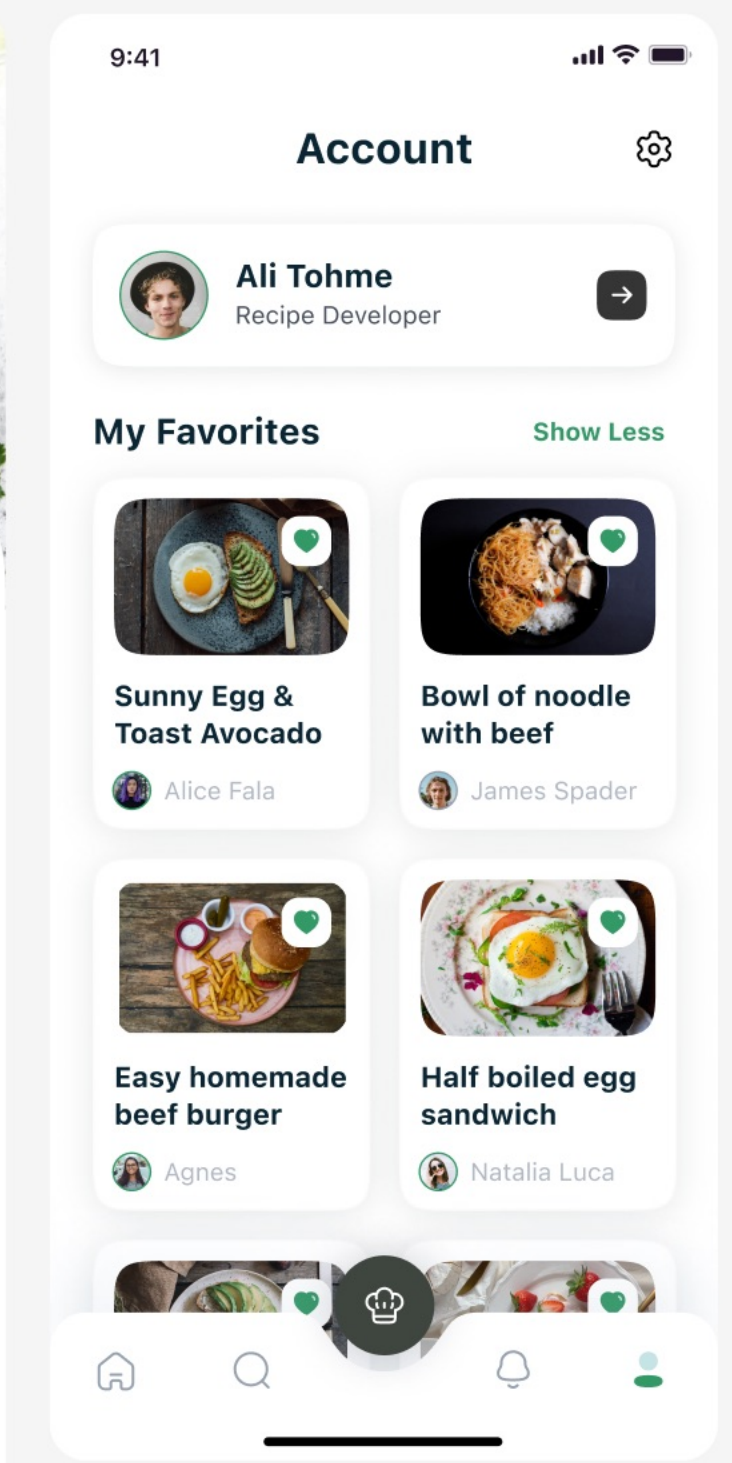 9:41
Account
Ali Tohme
Recipe Developer
My Favorites
Show Less
Sunny Egg &
Toast Avocado
Alice Fala
Bowl of noodle
with beef
James Spader
Easy homemade
beef burger
Agnes
Half boiled egg
sandwich
Natalia Luca